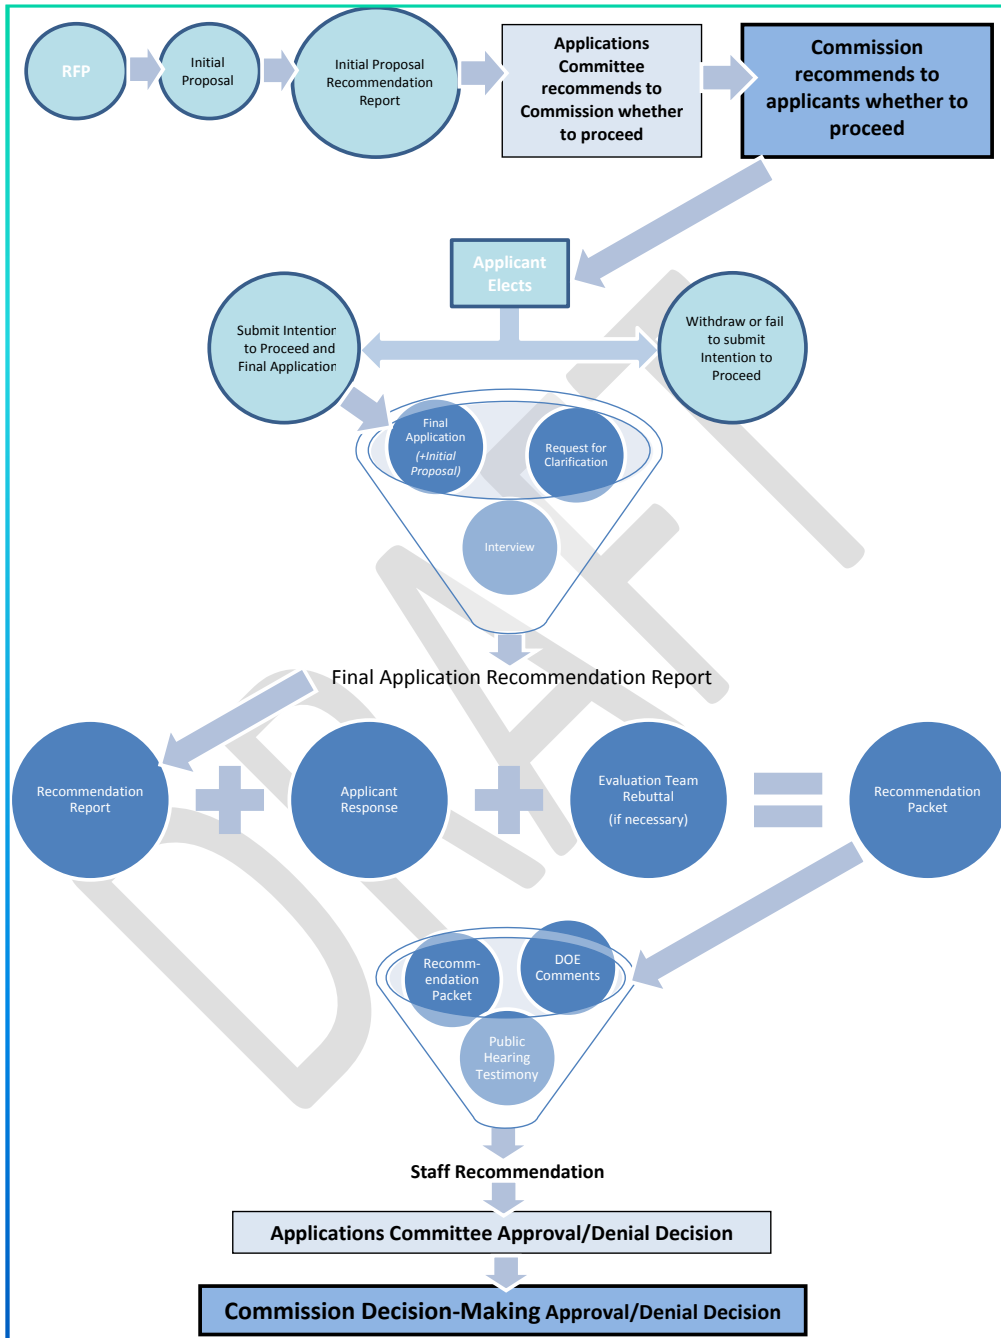 RFP
Initial
Proposal
Initial Proposal
Recommendation
Report
Applications
Committee
recommends to
Commission whether
to proceed
Commission
recommends to
applicants whether to
proceed
Applicant
Elects
Submit Intention
to Proceed and
Final Application
Withdraw or fail
to submit
Intention to
Proceed
Final
Application
(+Initial
Proposal)
Request for
Clarification
Interview
Final Application Recommendation Report
Recommendation
Report
Applicant
Response
Evaluation Team
Rebuttal
(if necessary)
Recommendation
Packet
Recomm-
endation
Packet
DOE
Comments
Public
Hearing
Testimony
Staff Recommendation
Applications Committee Approval/Denial Decision
Commission Decision-Making Approval/Denial Decision
DRAFT